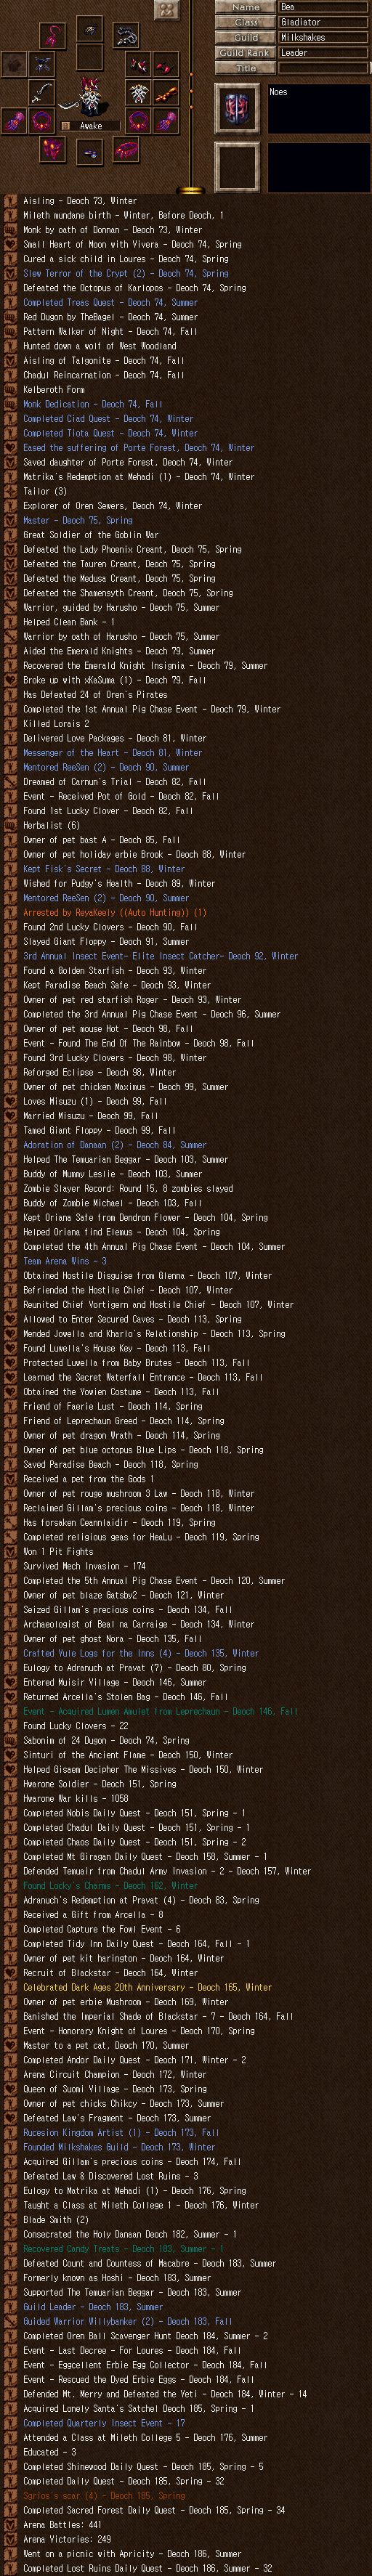 Name
Bea
Class
Gladiator
Guild
Milkshakes
Guild Rank
Leader
Title
Awake
Noes
Aisling - Deoch 73, Winter
Mileth mundane birth - Winter, Before Deoch, 1
Monk by oath of Donnan - Deoch 73, Winter
Small Heart of Moon with Vivera - Deoch 74, Spring
Cured a sick child in Loures - Deoch 74, Spring
Slew Terror of the Crypt (2) - Deoch 74, Spring
Defeated the Octopus of Karlopos - Deoch 74, Spring
Completed Treas Quest - Deoch 74, Summer
Red Dugon by TheBagel - Deoch 74, Summer
Pattern Walker of Night - Deoch 74, Fall
Hunted down a wolf of West Woodland
Aisling of Talgonite - Deoch 74, Fall
Chadul Reincarnation - Deoch 74, Fall
Kelberoth Form
Monk Dedication - Deoch 74, Fall
Completed Ciad Quest - Deoch 74, Winter
Completed Tiota Quest - Deoch 74, Winter
Eased the suffering of Porte Forest, Deoch 74, Winter
Saved daughter of Porte Forest, Deoch 74, Winter
Matrika's Redemption at Mehadi (1) - Deoch 74, Winter
Tailor (3)
Explorer of Oren Sewers, Deoch 74, Winter
Master - Deoch 75, Spring
Great Soldier of the Goblin War
Defeated the Lady Phoenix Creant, Deoch 75, Spring
Defeated the Tauren Creant, Deoch 75, Spring
Defeated the Medusa Creant, Deoch 75, Spring
Defeated the Shamensyth Creant, Deoch 75, Spring
Warrior, guided by Harusho - Deoch 75, Summer
Helped Clean Bank - 1
Warrior by oath of Harusho - Deoch 75, Summer
Aided the Emerald Knights - Deoch 79, Summer
Recovered the Emerald Knight Insignia - Deoch 79, Summer
Broke up with xKaSuma (1) - Deoch 79, Fall
Has Defeated 24 of Oren's Pirates
Completed the 1st Annual Pig Chase Event - Deoch 79, Winter
Killed Lorais 2
Delivered Love Packages - Deoch 81, Winter
Messenger of the Heart - Deoch 81, Winter
Mentored ReeSen (2) - Deoch 90, Summer
Dreamed of Carnun's Trial - Deoch 82, Fall
Event - Received Pot of Gold - Deoch 82, Fall
Found 1st Lucky Clover - Deoch 82, Fall
Herbalist (6)
Owner of pet bast A - Deoch 85, Fall
Owner of pet holiday erbie Brook - Deoch 88, Winter
Kept Fisk's Secret - Deoch 88, Winter
Wished for Pudgy's Health - Deoch 89, Winter
Mentored ReeSen (2) - Deoch 90, Summer
Arrested by ReyaKeely ((Auto Hunting)) (1)
Found 2nd Lucky Clovers - Deoch 90, Fall
Slayed Giant Floppy - Deoch 91, Summer
3rd Annual Insect Event- Elite Insect Catcher- Deoch 92, Winter
Found a Golden Starfish - Deoch 93, Winter
Kept Paradise Beach Safe - Deoch 93, Winter
Owner of pet red starfish Roger - Deoch 93, Winter
Completed the 3rd Annual Pig Chase Event - Deoch 96, Summer
Owner of pet mouse Hot - Deoch 98, Fall
Event - Found The End Of The Rainbow - Deoch 98, Fall
Found 3rd Lucky Clovers - Deoch 98, Winter
Reforged Eclipse - Deoch 98, Winter
Owner of pet chicken Maximus - Deoch 99, Summer
Loves Misuzu (1) - Deoch 99, Fall
Married Misuzu - Deoch 99, Fall
Tamed Giant Floppy - Deoch 99, Fall
Adoration of Danaan (2) - Deoch 84, Summer
Helped The Temuarian Beggar - Deoch 103, Summer
Buddy of Mummy Leslie - Deoch 103, Summer
Zombie Slayer Record: Round 15, 8 zombies slayed
Buddy of Zombie Michael - Deoch 103, Fall
Kept Oriana Safe from Dendron Flower - Deoch 104, Spring
Helped Oriana find Elemus - Deoch 104, Spring
Completed the 4th Annual Pig Chase Event - Deoch 104, Summer
Team Arena Wins - 3
Obtained Hostile Disguise from Glenna - Deoch 107, Winter
Befriended the Hostile Chief - Deoch 107, Winter
Reunited Chief Vortigern and Hostile Chief - Deoch 107, Winter
Allowed to Enter Secured Caves - Deoch 113, Spring
Mended Jowella and Kharlo's Relationship - Deoch 113, Spring
Found Luwella's House Key - Deoch 113, Fall
Protected Luwella from Baby Brutes - Deoch 113, Fall
Learned the Secret Waterfall Entrance - Deoch 113, Fall
Obtained the Yowien Costume - Deoch 113, Fall
Friend of Faerie Lust - Deoch 114, Spring
Friend of Leprechaun Greed - Deoch 114, Spring
Owner of pet dragon Wrath - Deoch 114, Spring
Owner of pet blue octopus Blue Lips - Deoch 118, Spring
Saved Paradise Beach - Deoch 118, Spring
Received a pet from the Gods 1
Owner of pet rouge mushroom 3 Law - Deoch 118, Winter
Reclaimed Gillam's precious coins - Deoch 118, Winter
Has forsaken Ceannlaidir - Deoch 119, Spring
Completed religious geas for HeaLu - Deoch 119, Spring
Won 1 Pit Fights
Survived Mech Invasion - 174
Completed the 5th Annual Pig Chase Event - Deoch 120, Summer
Owner of pet blaze Gatsby2 - Deoch 121, Winter
Seized Gillam's precious coins - Deoch 134, Fall
Archaeologist of Beal na Carraige - Deoch 134, Winter
Owner of pet ghost Nora - Deoch 135, Fall
Crafted Yule Logs for the Inns (4) - Deoch 135, Winter
Eulogy to Adranuch at Pravat (7) - Deoch 80, Spring
Entered Muisir Village - Deoch 146, Summer
Returned Arcella's Stolen Bag - Deoch 146, Fall
Event - Acquired Lumen Amulet from Leprechaun - Deoch 146, Fall
Found Lucky Clovers - 22
Sabonim of 24 Dugon - Deoch 74, Spring
Sinturi of the Ancient Flame - Deoch 150, Winter
Helped Gissem Decipher The Missives - Deoch 150, Winter
Hwarone Soldier - Deoch 151, Spring
Hwarone War kills - 1058
Completed Nobis Daily Quest - Deoch 151, Spring - 1
Completed Chadul Daily Quest - Deoch 151, Spring - 1
Completed Chaos Daily Quest - Deoch 151, Spring - 2
Completed Mt Giragan Daily Quest - Deoch 158, Summer - 1
Defended Temuair from Chadul Army Invasion - 2 - Deoch 157, Winter
Found Locky's Charms - Deoch 162, Winter
Adranuch's Redemption at Pravat (4) - Deoch 83, Spring
Received a Gift from Arcella - 8
Completed Capture the Fowl Event - 6
Completed Tidy Inn Daily Quest - Deoch 164, Fall - 1
Owner of pet kit harington - Deoch 164, Winter
Recruit of Blackstar - Deoch 164, Winter
Celebrated Dark Ages 20th Anniversary - Deoch 165, Winter
Owner of pet erbie Mushroom - Deoch 169, Winter
Banished the Imperial Shade of Blackstar - 7 - Deoch 164, Fall
Event - Honorary Knight of Loures - Deoch 170, Spring
Master to a pet cat, Deoch 170, Summer
Completed Andor Daily Quest - Deoch 171, Winter - 2
Arena Circuit Champion - Deoch 172, Winter
Queen of Suomi Village - Deoch 173, Spring
Owner of pet chicks Chikcy - Deoch 173, Summer
Defeated Law's Fragment - Deoch 173, Summer
Rucesion Kingdom Artist (1) - Deoch 173, Fall
Founded Milkshakes Guild - Deoch 173, Winter
Acquired Gillam's precious coins - Deoch 174, Fall
Defeated Law & Discovered Lost Ruins - 3
Eulogy to Matrika at Mehadi (1) - Deoch 176, Spring
Taught a Class at Mileth College 1 - Deoch 176, Winter
Blade Smith (2)
Consecrated the Holy Danaan Deoch 182, Summer - 1
Recovered Candy Treats - Deoch 183, Summer - 1
Defeated Count and Countess of Macabre - Deoch 183, Summer
Formerly known as Hoshi - Deoch 183, Summer
Supported The Temuarian Beggar - Deoch 183, Summer
Guild Leader - Deoch 183, Summer
Guided Warrior Willybanker (2) - Deoch 183, Fall
Completed Oren Ball Scavenger Hunt Deoch 184, Summer - 2
Event - Last Decree - For Loures - Deoch 184, Fall
Event - Eggcellent Erbie Egg Collector - Deoch 184, Fall
Event - Rescued the Dyed Erbie Eggs - Deoch 184, Fall
Defended Mt. Merry and Defeated the Yeti - Deoch 184, Winter - 14
Acquired Lonely Santa's Satchel Deoch 185, Spring - 1
Completed Quarterly Insect Event - 17
Attended a Class at Mileth College 5 - Deoch 176, Summer
Educated - 3
Completed Shinewood Daily Quest - Deoch 185, Spring - 5
Completed Daily Quest - Deoch 185, Spring - 32
Sgrios's scar (4) - Deoch 185, Spring
Completed Sacred Forest Daily Quest - Deoch 185, Spring - 34
Arena Battles: 441
Arena Victories: 249
Went on a picnic with Apricity - Deoch 186, Summer
Completed Lost Ruins Daily Quest - Deoch 186, Summer - 32